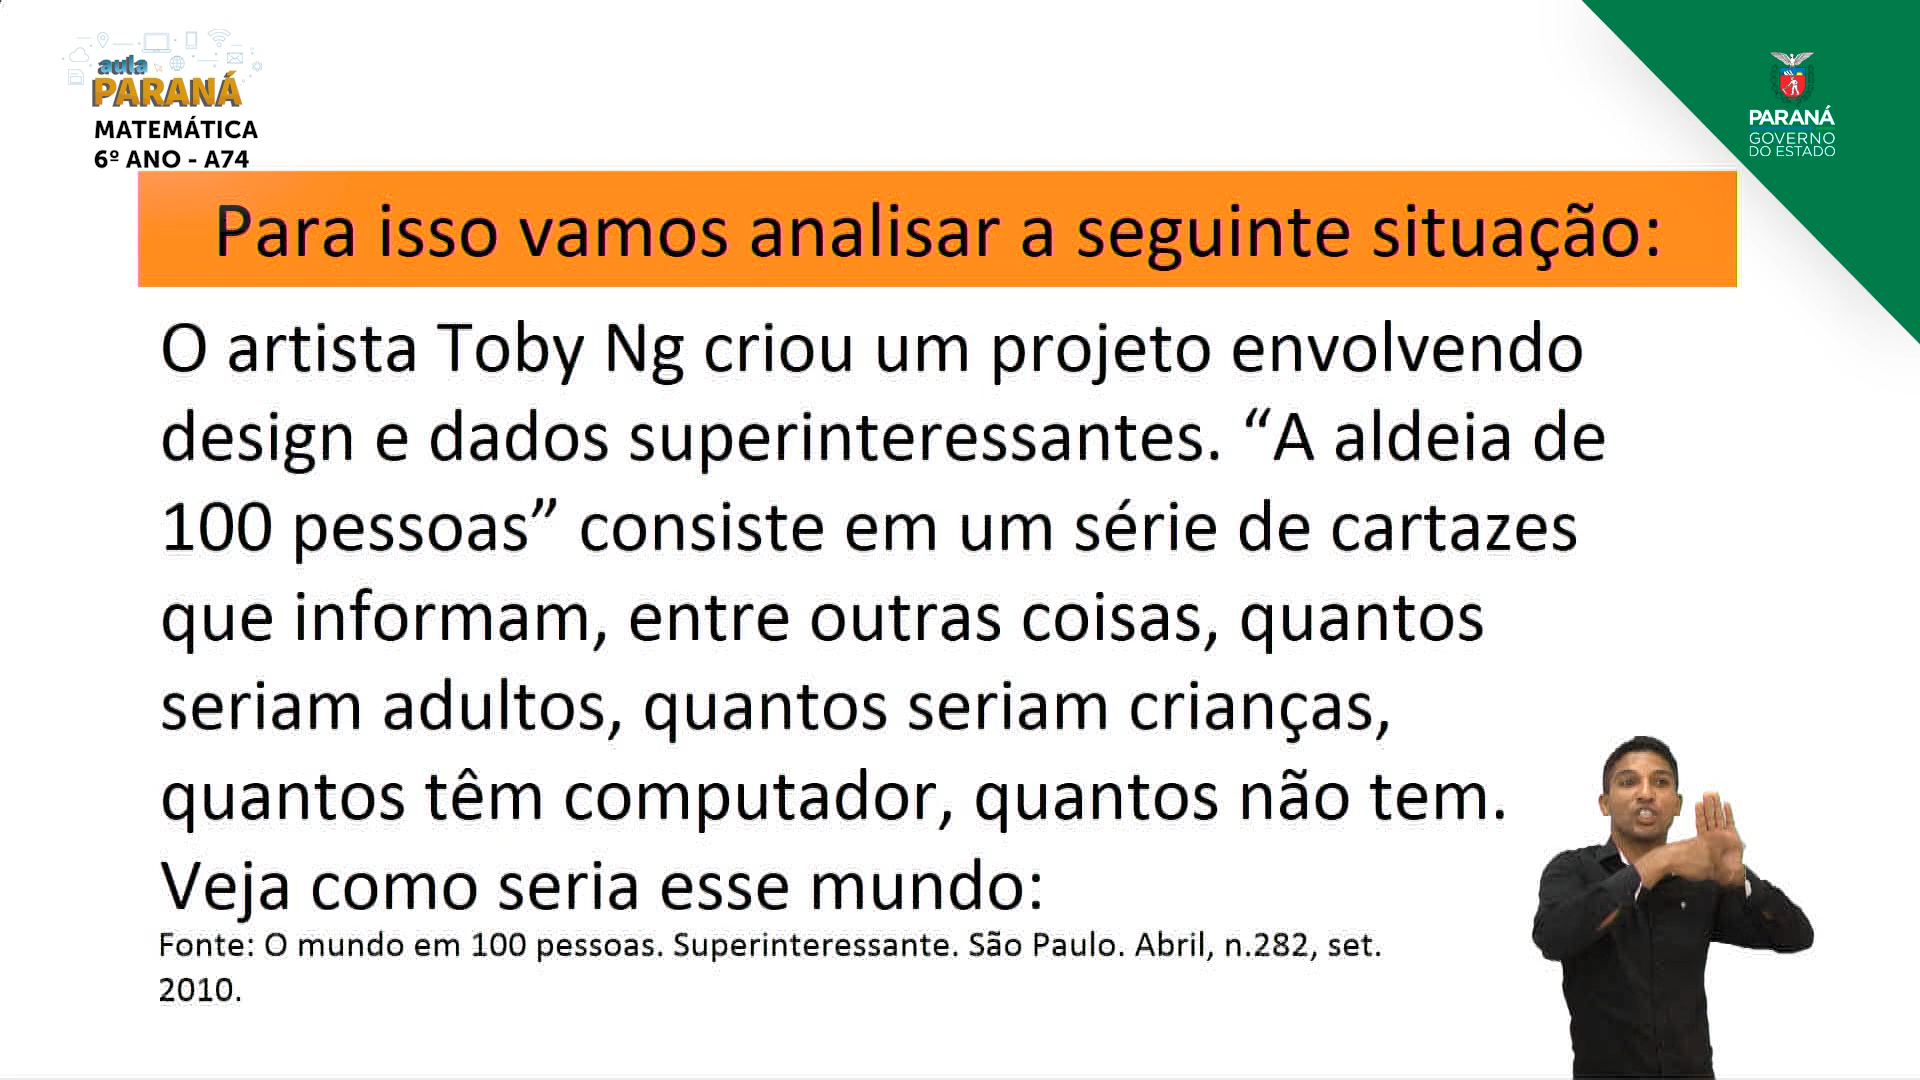 aula
PARANÁ
MATEMÁTICA
6º ANO - A74
PARANÁ
GOVERNO
DO ESTADO
Para isso vamos analisar a seguinte situação:
O artista Toby Ng criou um projeto envolvendo
design e dados superinteressantes. “A aldeia de
100 pessoas” consiste em um série de cartazes
que informam, entre outras coisas, quantos
seriam adultos, quantos seriam crianças,
quantos têm computador, quantos não tem.
Veja como seria esse mundo:
Fonte: O mundo em 100 pessoas. Superinteressante. São Paulo. Abril, n.282, set.
2010.